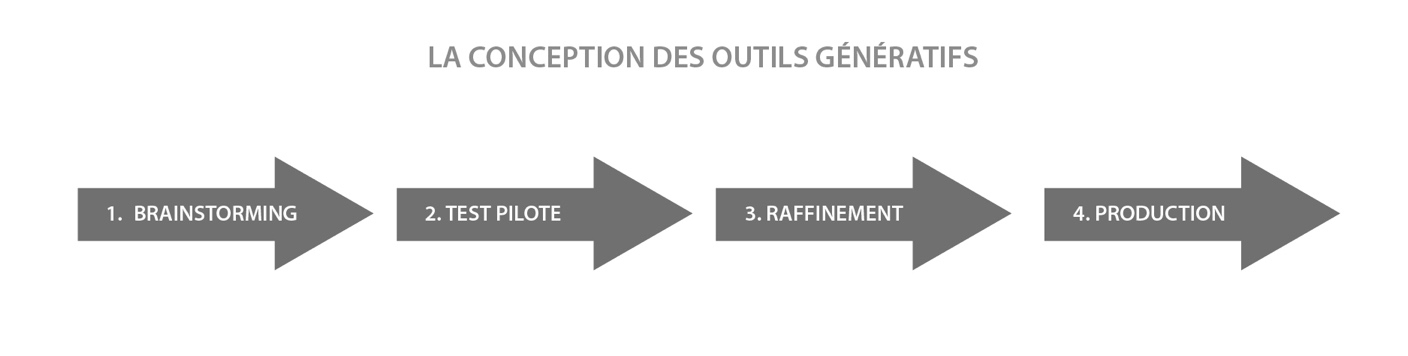 LA CONCEPTION DES OUTILS GÉNÉRATIFS
1. BRAINSTORMING
2. TEST PILOTE
3. RAFFINEMENT
4. PRODUCTION